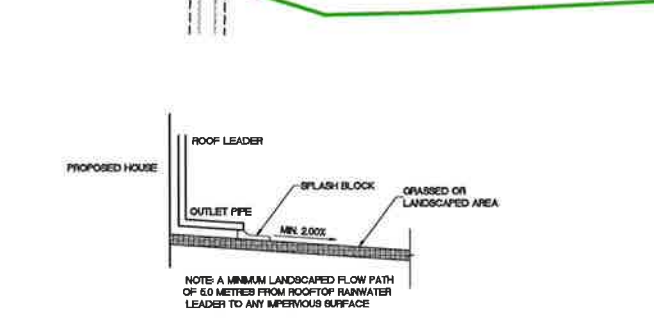 ROOF LEADER
PROPOSED HOUSE
SPLASH BLOCK
GRASSED OR
LANDSCAPED AREA
OUTLET PIPE
MIN. 2.00%
NOTE: A MINIMUM LANDSCAPED FLOW PATH
OF 5.0 METRES FROM ROOFTOP RAINWATER
LEADER TO ANY IMPERVIOUS SURFACE